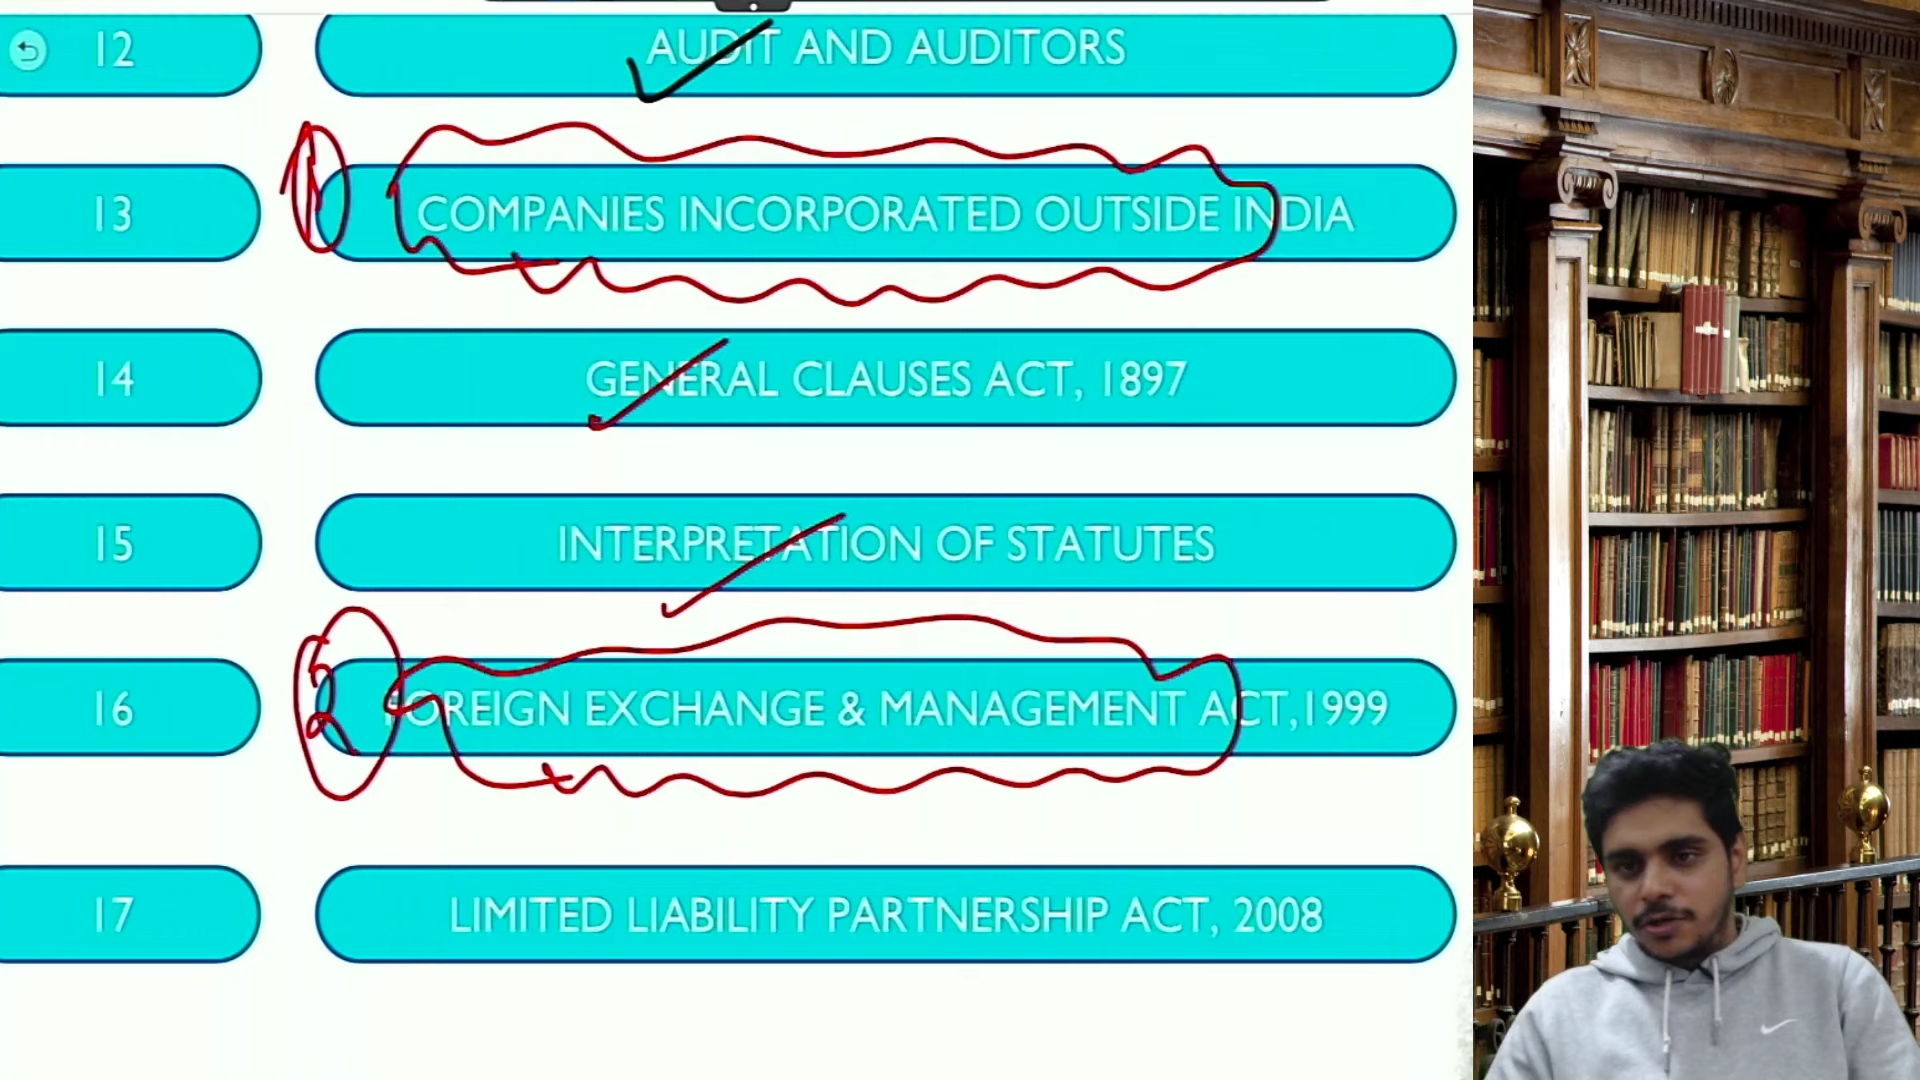 12 AUDIT AND AUDITORS
13 COMPANIES INCORPORATED OUTSIDE INDIA
14 GENERAL CLAUSES ACT, 1897
15 INTERPRETATION OF STATUTES
16 FOREIGN EXCHANGE & MANAGEMENT ACT,1999
17 LIMITED LIABILITY PARTNERSHIP ACT, 2008